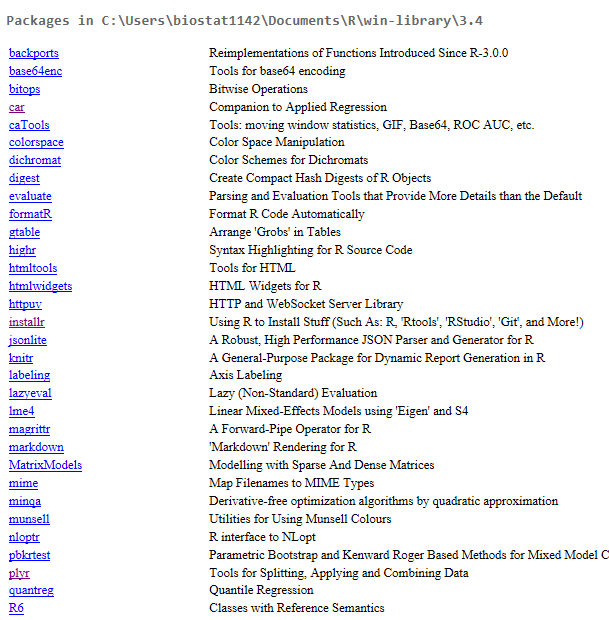 Packages in C:\Users\biostat1142\Documents\R\win-library\3.4
backports Reimplementations of Functions Introduced Since R-3.0.0
base64enc Tools for base64 encoding
bitops Bitwise Operations
car Companion to Applied Regression
caTools Tools: moving window statistics, GIF, Base64, ROC AUC, etc.
colorspace Color Space Manipulation
dichromat Color Schemes for Dichromats
digest Create Compact Hash Digests of R Objects
evaluate Parsing and Evaluation Tools that Provide More Details than the Default
formatR Format R Code Automatically
gtable Arrange 'Grobs' in Tables
highr Syntax Highlighting for R Source Code
htmltools Tools for HTML
htmlwidgets HTML Widgets for R
httpuv HTTP and WebSocket Server Library
installr Using R to Install Stuff (Such As: R, 'Rtools', 'RStudio', 'Git', and More!)
jsonlite A Robust, High Performance JSON Parser and Generator for R
knitr A General-Purpose Package for Dynamic Report Generation in R
labeling Axis Labeling
lazyeval Lazy (Non-Standard) Evaluation
lme4 Linear Mixed-Effects Models using 'Eigen' and S4
magrittr A Forward-Pipe Operator for R
markdown 'Markdown' Rendering for R
MatrixModels Modelling with Sparse And Dense Matrices
mime Map Filenames to MIME Types
minqa Derivative-free optimization algorithms by quadratic approximation
munsell Utilities for Using Munsell Colours
nloptr R interface to NLopt
pbkrtest Parametric Bootstrap and Kenward Roger Based Methods for Mixed Model C
plyr Tools for Splitting, Applying and Combining Data
quantreg Quantile Regression
R6 Classes with Reference Semantics